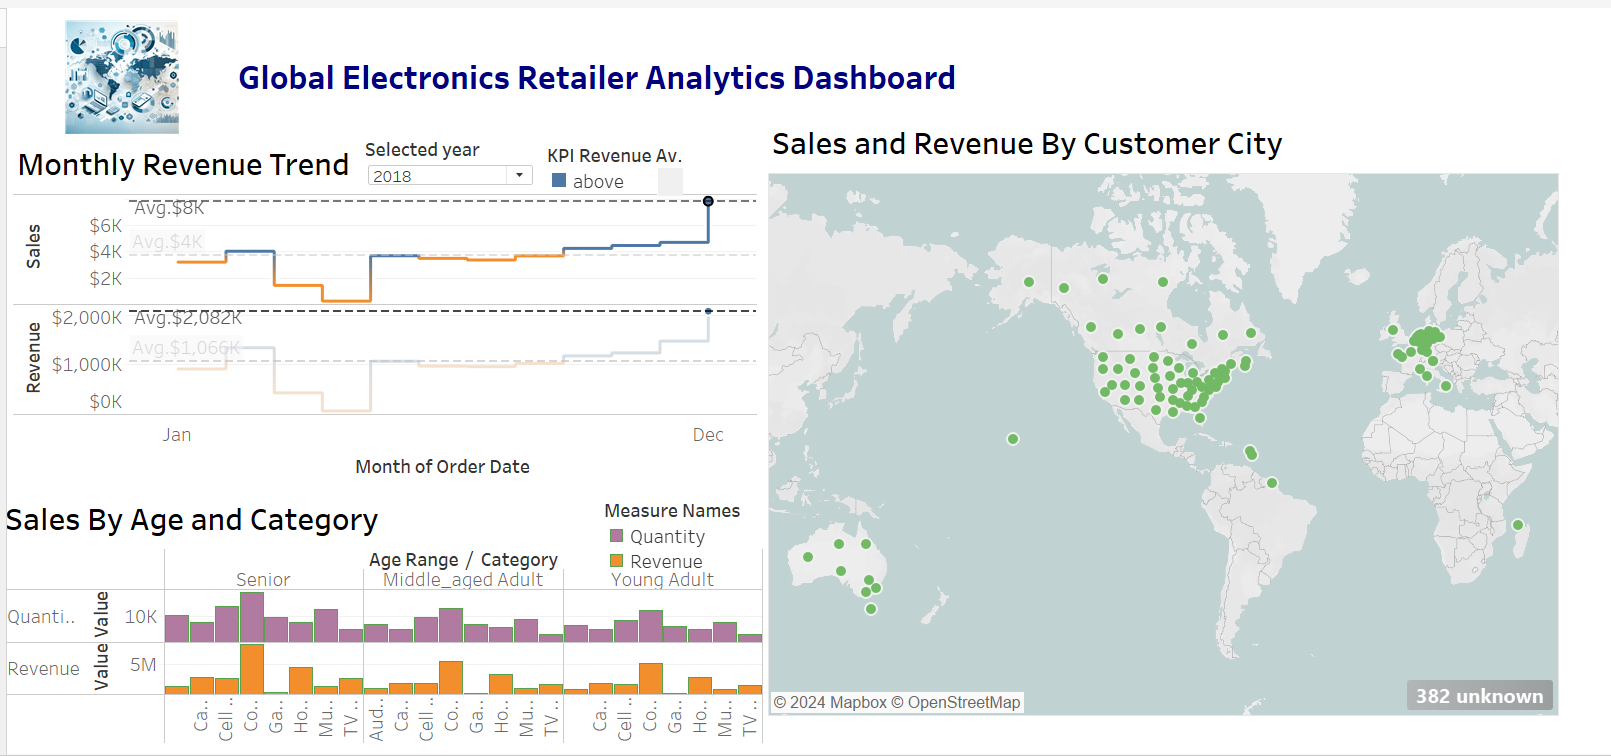 Global Electronics Retailer Analytics Dashboard
Monthly Revenue Trend
Selected year
2018
KPI Revenue Av.
above
Sales
Avg.$8K
$6K
Avg.$4K
$4K
$2K
Revenue
$2,000K
Avg.$2,082K
Avg.$1,066K
$1,000K
$0K
Jan
Dec
Month of Order Date
Sales By Age and Category
Measure Names
Quantity
Revenue
Age Range / Category
Senior
Middle_aged Adult
Young Adult
Quanti..
Value
10K
Revenue
Value
5M
Ca..
Cell ..
Co..
Ga..
Ho..
Mu..
TV ..
Aud..
Ca..
Cell ..
Co..
Ga..
Ho..
Mu..
TV ..
Ca..
Cell ..
Co..
Ga..
Ho..
Mu..
TV ..
Sales and Revenue By Customer City
© 2024 Mapbox © OpenStreetMap
382 unknown